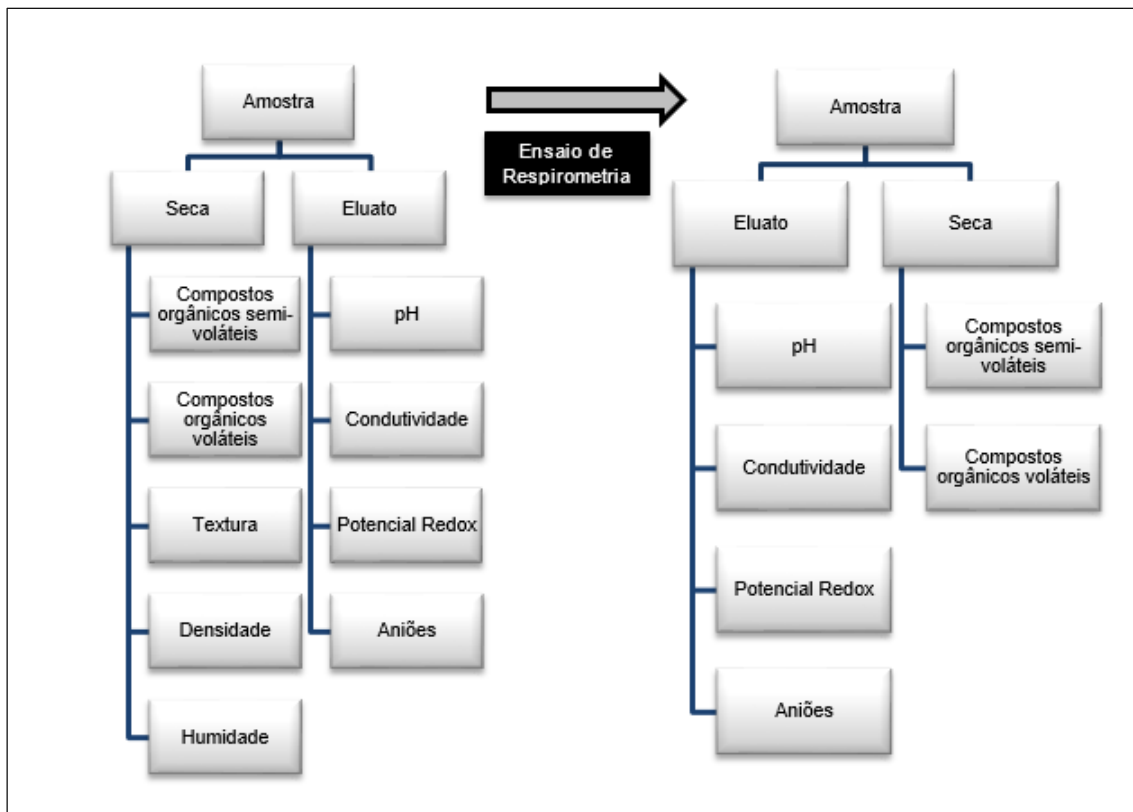 Amostra
Seca
Eluato
Compostos
orgânicos semi-
voláteis
Compostos
orgânicos
voláteis
Textura
Densidade
Humidade
pH
Condutividade
Potencial Redox
Aniões
Ensaio de
Respirometria
Amostra
Eluato
Seca
pH
Condutividade
Potencial Redox
Aniões
Compostos
orgânicos semi-
voláteis
Compostos
orgânicos voláteis